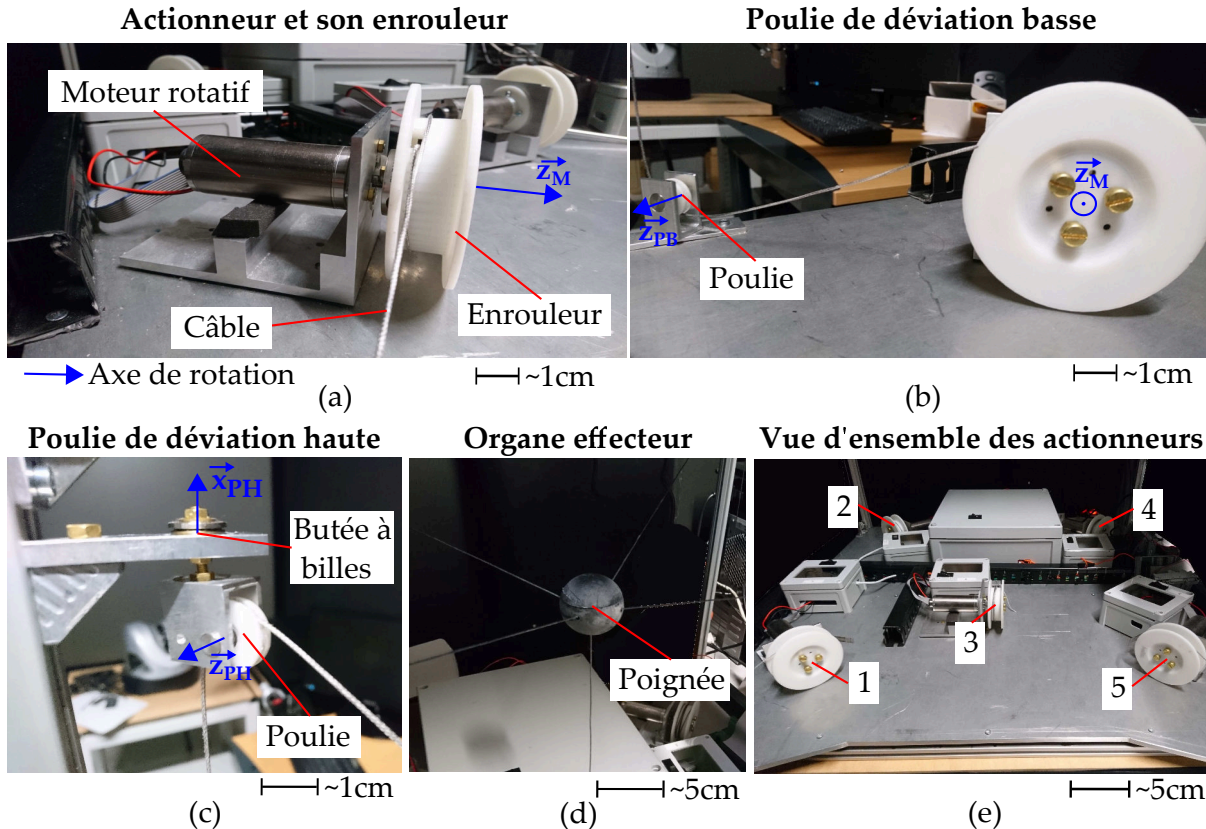 Actionneur et son enrouleur
Poulie de déviation basse
Moteur rotatif
z_M
Câble
Enrouleur
Axe de rotation
~1cm
(a)
z_M
z_PB
Poulie
~1cm
(b)
Poulie de déviation haute
Organe effecteur
Vue d'ensemble des actionneurs
x_PH
Butée à
billes
z_PH
Poulie
~1cm
(c)
Poignée
~5cm
(d)
2
4
3
1
5
~5cm
(e)